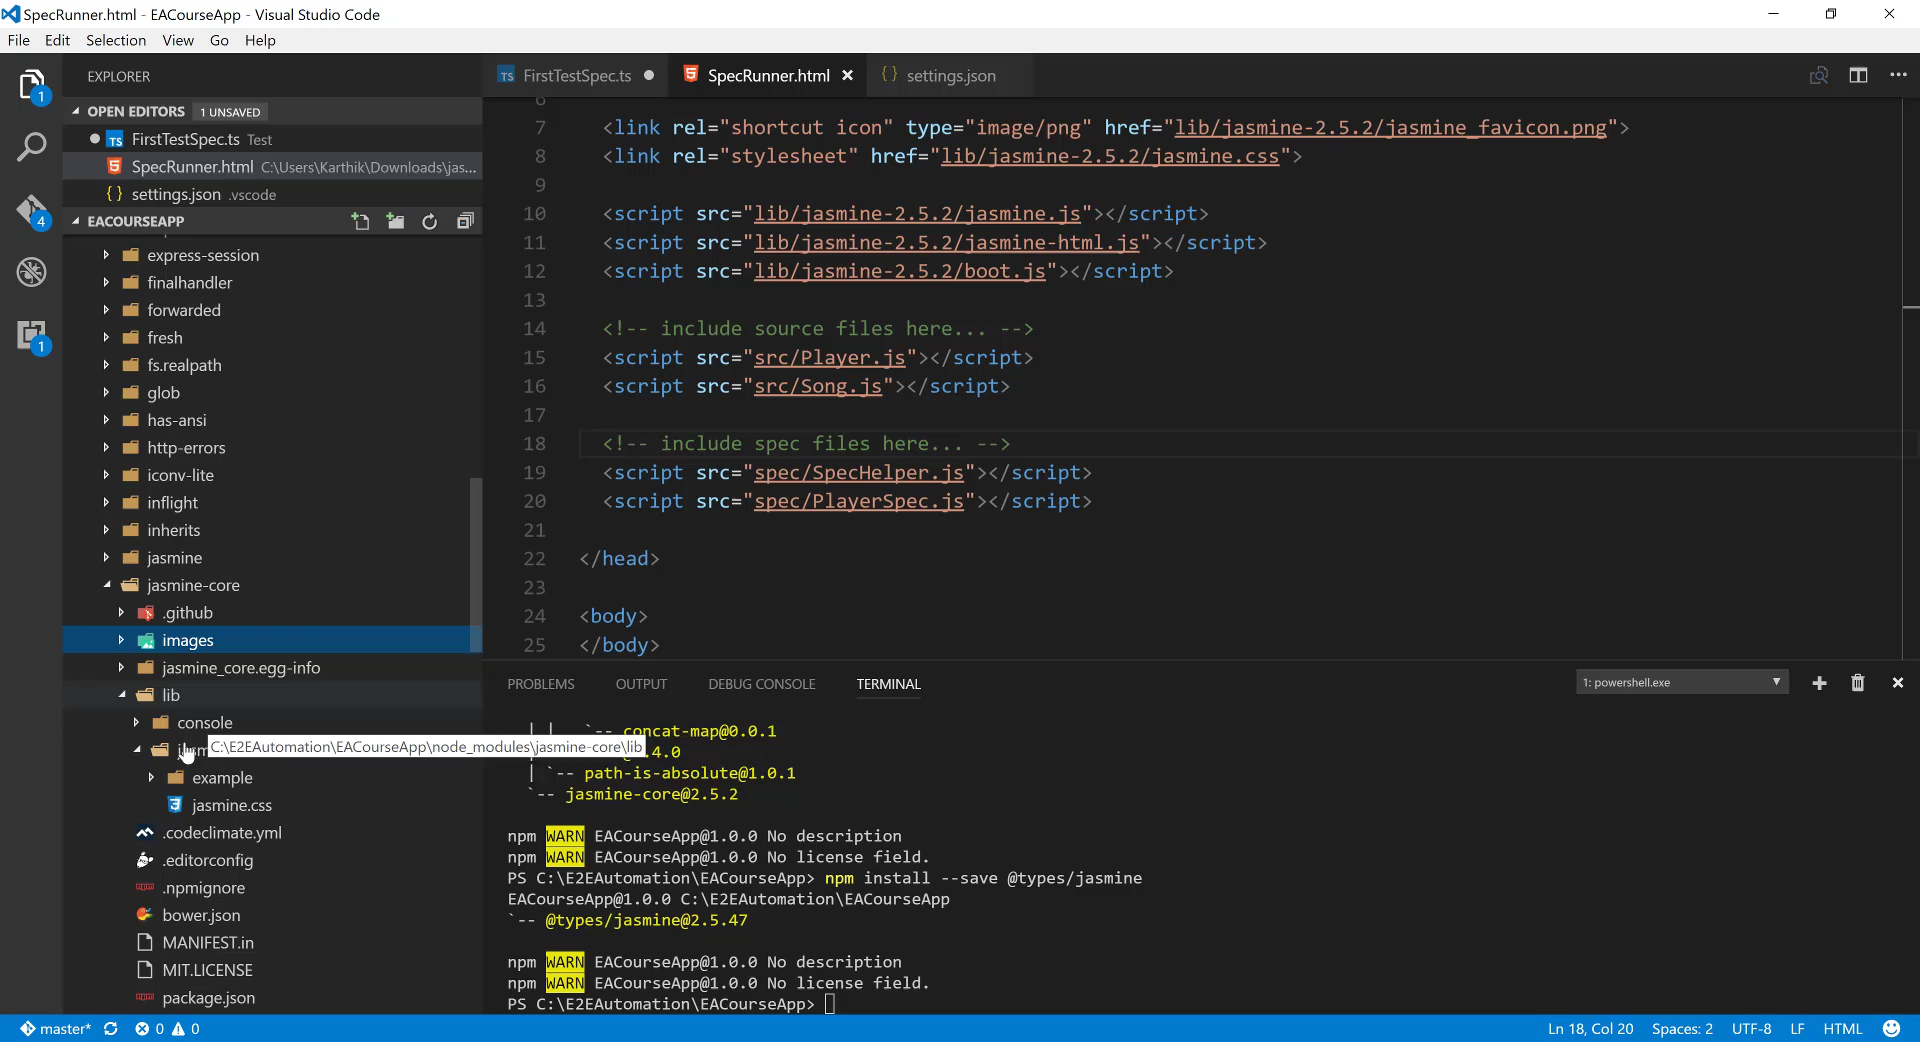 SpecRunner.html - EACourseApp - Visual Studio Code
File Edit Selection View Go Help
EXPLORER
OPEN EDITORS 1 UNSAVED
FirstTestSpec.ts Test
SpecRunner.html C:\Users\Karthik\Downloads\jas...
settings.json .vscode
EACOURSEAPP
express-session
finalhandler
forwarded
fresh
fs.realpath
glob
has-ansi
http-errors
iconv-lite
inflight
inherits
jasmine
jasmine-core
.github
images
jasmine_core.egg-info
lib
console
C:\E2EAutomation\EACourseApp\node_modules\jasmine-core\lib
example
jasmine.css
.codeclimate.yml
.editorconfig
.npmignore
bower.json
MANIFEST.in
MIT.LICENSE
package.json
1
4
1
FirstTestSpec.ts SpecRunner.html settings.json
6
7 <link rel="shortcut icon" type="image/png" href="lib/jasmine-2.5.2/jasmine_favicon.png">
8 <link rel="stylesheet" href="lib/jasmine-2.5.2/jasmine.css">
9
10 <script src="lib/jasmine-2.5.2/jasmine.js"></script>
11 <script src="lib/jasmine-2.5.2/jasmine-html.js"></script>
12 <script src="lib/jasmine-2.5.2/boot.js"></script>
13
14 <!-- include source files here... -->
15 <script src="src/Player.js"></script>
16 <script src="src/Song.js"></script>
17
18 <!-- include spec files here... -->
19 <script src="spec/SpecHelper.js"></script>
20 <script src="spec/PlayerSpec.js"></script>
21
22 </head>
23
24 <body>
25 </body>
PROBLEMS OUTPUT DEBUG CONSOLE TERMINAL 1: powershell.exe
| | `-- concat-map@0.0.1
.4.0
| `-- path-is-absolute@1.0.1
`-- jasmine-core@2.5.2
npm WARN EACourseApp@1.0.0 No description
npm WARN EACourseApp@1.0.0 No license field.
PS C:\E2EAutomation\EACourseApp> npm install --save @types/jasmine
EACourseApp@1.0.0 C:\E2EAutomation\EACourseApp
`-- @types/jasmine@2.5.47
npm WARN EACourseApp@1.0.0 No description
npm WARN EACourseApp@1.0.0 No license field.
PS C:\E2EAutomation\EACourseApp>
master* 0 0 Ln 18, Col 20 Spaces: 2 UTF-8 LF HTML